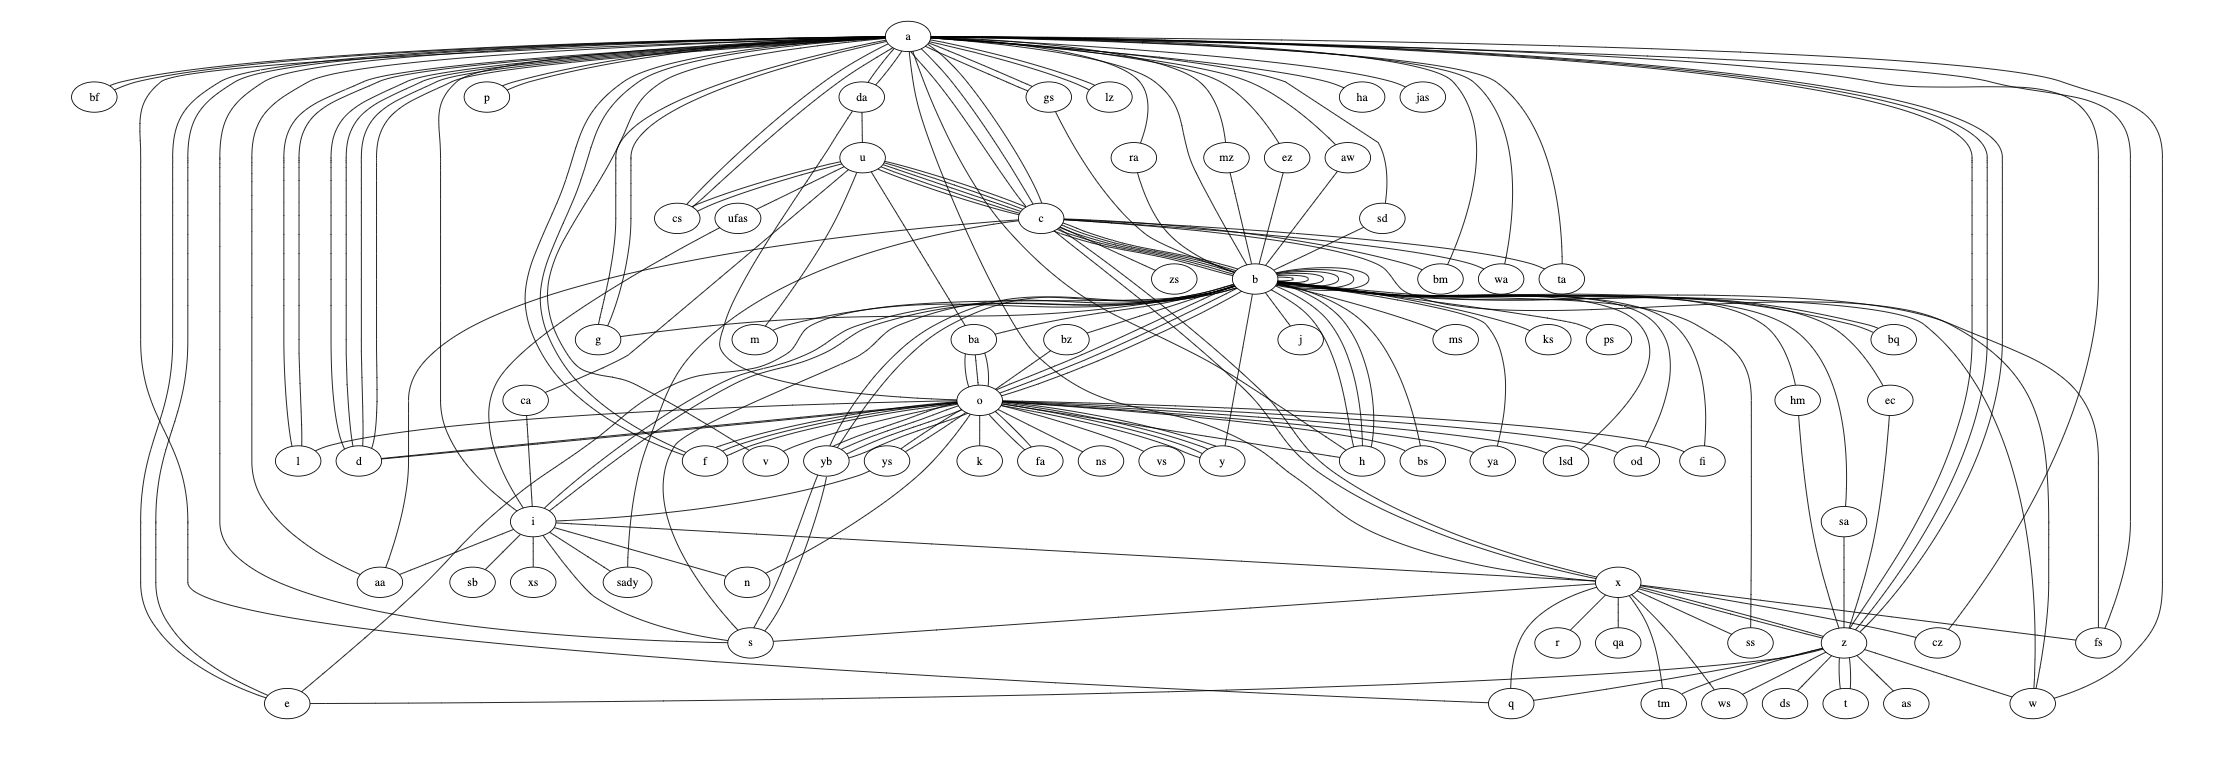 a
bf p da gs lz ha jas
u ra mz ez aw
cs ufas c sd
zs b bm wa ta
g m ba bz j ms ks ps bq
ca o hm ec
l d f v yb ys k fa ns vs y h bs ya lsd od fi
i sa
aa sb xs sady n x
s r qa ss z cz fs
e q tm ws ds t as w